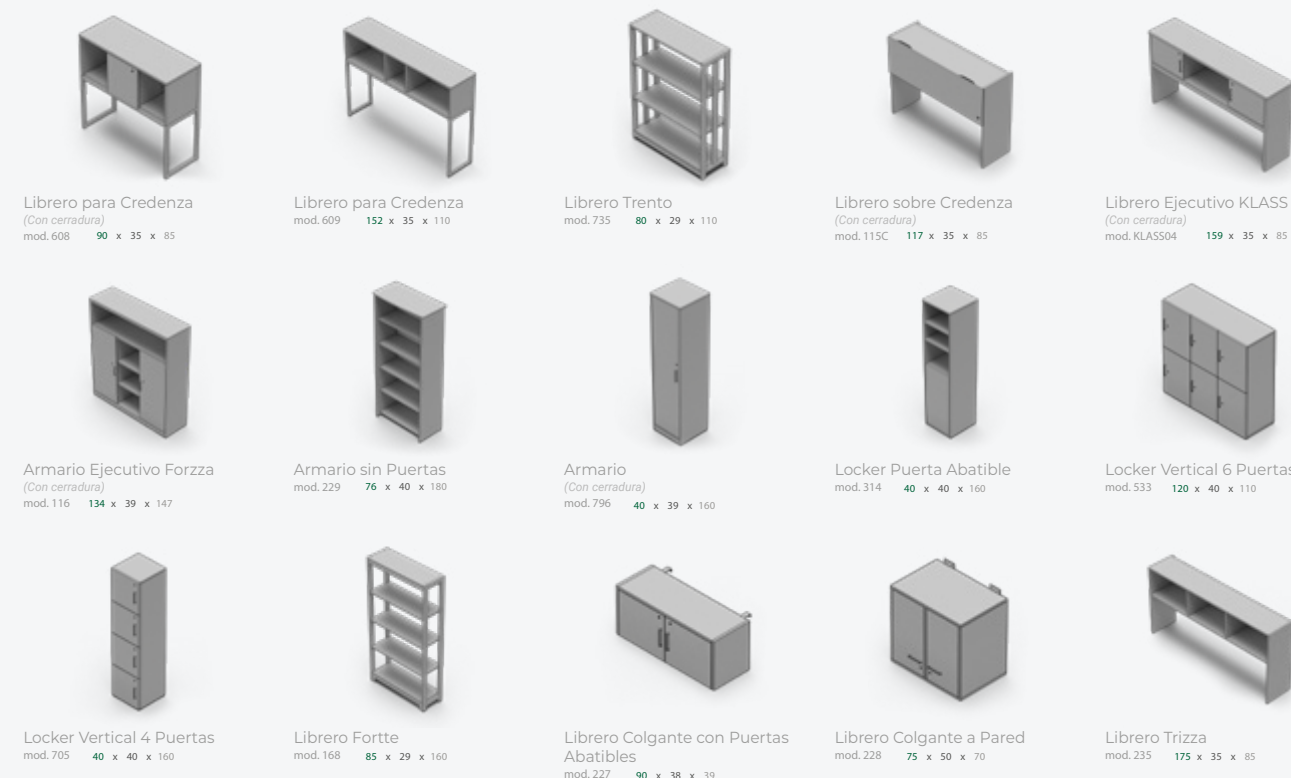 Librero para Credenza
(Con cerradura)
mod. 608 90 x 35 x 85
Librero para Credenza
mod. 609 152 x 35 x 110
Librero Trento
mod. 735 80 x 29 x 110
Librero sobre Credenza
(Con cerradura)
mod. 115C 117 x 35 x 85
Librero Ejecutivo KLASS
(Con cerradura)
mod. KLASS04 159 x 35 x 85
Armario Ejecutivo Forzza
(Con cerradura)
mod. 116 134 x 39 x 147
Armario sin Puertas
mod. 229 76 x 40 x 180
Armario
(Con cerradura)
mod. 796 40 x 39 x 160
Locker Puerta Abatible
mod. 314 40 x 40 x 160
Locker Vertical 6 Puertas
mod. 533 120 x 40 x 110
Locker Vertical 4 Puertas
mod. 705 40 x 40 x 160
Librero Fortte
mod. 168 85 x 29 x 160
Librero Colgante con Puertas
Abatibles
mod. 227 90 x 38 x 39
Librero Colgante a Pared
mod. 228 75 x 50 x 70
Librero Trizza
mod. 235 175 x 35 x 85